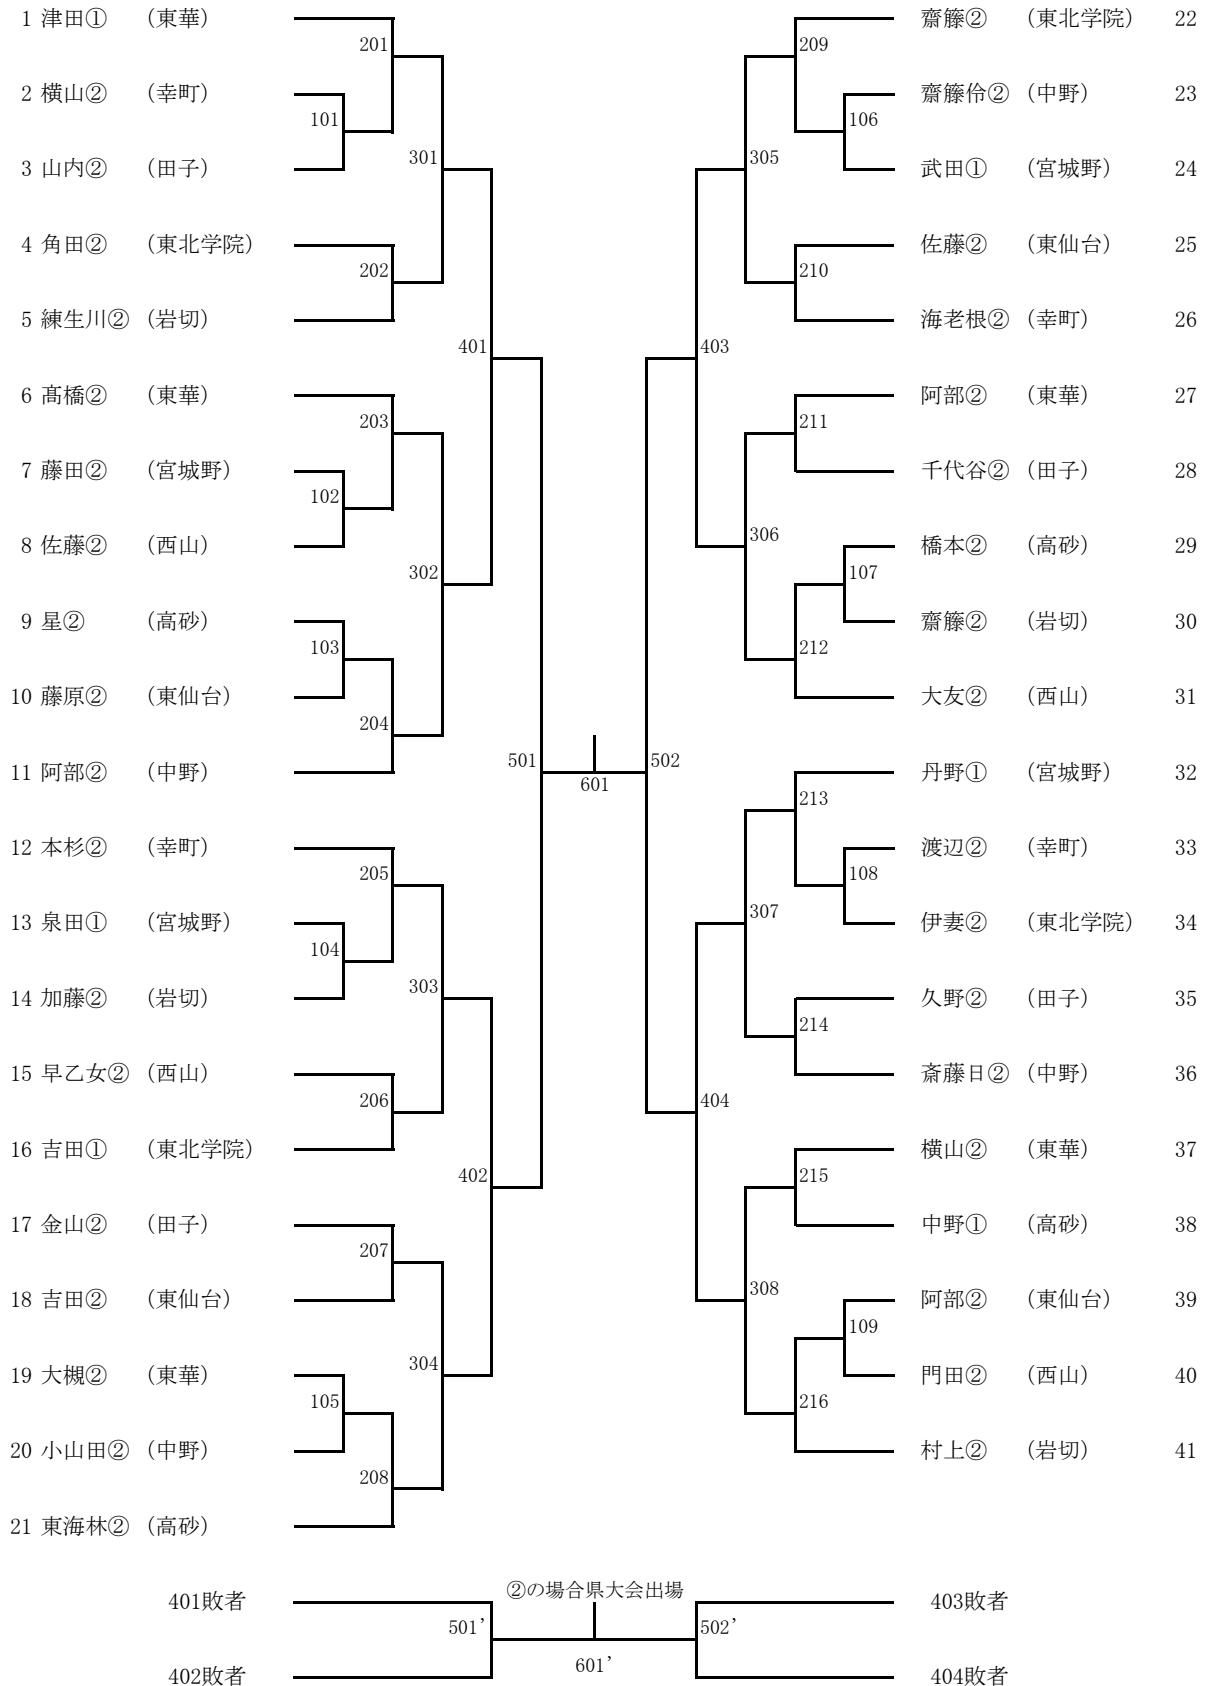 1 津田① （東華）
201
2 横山② （幸町）
101
301
3 山内② （田子）
4 角田② （東北学院）
202
5 練生川② （岩切）
401
6 髙橋② （東華）
203
7 藤田② （宮城野）
102
8 佐藤② （西山）
302
9 星② （高砂）
103
10 藤原② （東仙台）
204
11 阿部② （中野）
501
12 本杉② （幸町）
205
13 泉田① （宮城野）
104
303
14 加藤② （岩切）
15 早乙女② （西山）
206
16 吉田① （東北学院）
402
17 金山② （田子）
207
18 吉田② （東仙台）
304
19 大槻② （東華）
105
20 小山田② （中野）
208
21 東海林② （高砂）
601
齋籐② （東北学院） 22
209
齋籐伶② （中野） 23
106
305
武田① （宮城野） 24
佐藤② （東仙台） 25
210
海老根② （幸町） 26
403
阿部② （東華） 27
211
千代谷② （田子） 28
306
橋本② （高砂） 29
107
齋籐② （岩切） 30
212
大友② （西山） 31
502
丹野① （宮城野） 32
213
渡辺② （幸町） 33
108
307
伊妻② （東北学院） 34
久野② （田子） 35
214
斎藤日② （中野） 36
404
横山② （東華） 37
215
中野① （高砂） 38
308
阿部② （東仙台） 39
109
門田② （西山） 40
216
村上② （岩切） 41
②の場合県大会出場
401敗者 403敗者
501’ 502’
601’
402敗者 404敗者